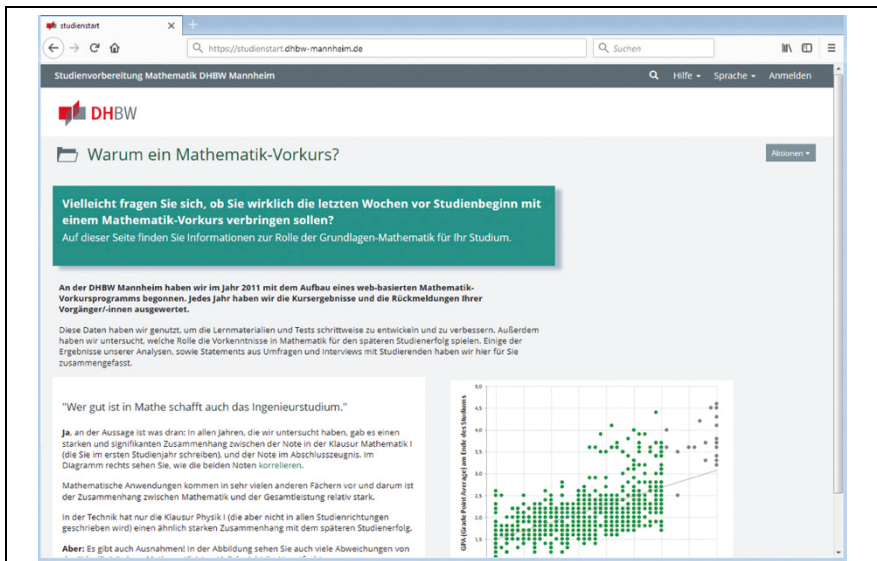 studienstart
https://studienstart.dhbw-mannheim.de
Suchen
Studienvorbereitung Mathematik DHBW Mannheim
Hilfe
Sprache
Anmelden
DHBW
Warum ein Mathematik-Vorkurs?
Aktionen
Vielleicht fragen Sie sich, ob Sie wirklich die letzten Wochen vor Studienbeginn mit
einem Mathematik-Vorkurs verbringen sollen?
Auf dieser Seite finden Sie Informationen zur Rolle der Grundlagen-Mathematik für Ihr Studium.
An der DHBW Mannheim haben wir im Jahr 2011 mit dem Aufbau eines web-basierten Mathematik-
Vorkursprogramms begonnen. Jedes Jahr haben wir die Kursergebnisse und die Rückmeldungen Ihrer
Vorgänger/-innen ausgewertet.
Diese Daten haben wir genutzt, um die Lernmaterialien und Tests schrittweise zu entwickeln und zu verbessern. Außerdem
haben wir untersucht, welche Rolle die Vorkenntnisse in Mathematik für den späteren Studienerfolg spielen. Einige der
Ergebnisse unserer Analysen, sowie Statements aus Umfragen und Interviews mit Studierenden haben wir hier für Sie
zusammengefasst.
"Wer gut ist in Mathe schafft auch das Ingenieurstudium."
Ja, an der Aussage ist was dran: In allen Jahren, die wir untersucht haben, gab es einen
starken und signifikanten Zusammenhang zwischen der Note in der Klausur Mathematik I
(die Sie im ersten Studienjahr schreiben), und der Note im Abschlusszeugnis. Im
Diagramm rechts sehen Sie, wie die beiden Noten korrelieren.
Mathematische Anwendungen kommen in sehr vielen anderen Fächern vor und darum ist
der Zusammenhang zwischen Mathematik und der Gesamtleistung relativ stark.
In der Technik hat nur die Klausur Physik I (die aber nicht in allen Studienrichtungen
geschrieben wird) einen ähnlich starken Zusammenhang mit dem späteren Studienerfolg.
Aber: Es gibt auch Ausnahmen! In der Abbildung sehen Sie auch viele Abweichungen von
GPA (Grade Point Average) am Ende des Studiums
5,0
4,5
4,0
3,5
3,0
2,5
2,0
1,5